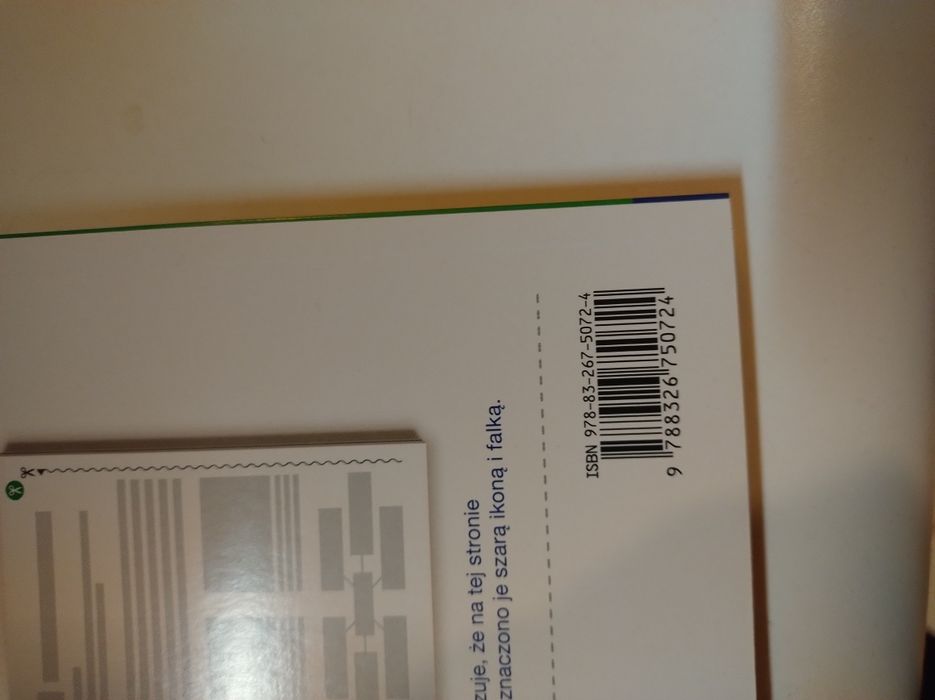 zuje, że na tej stronie
znaczono je szarą ikoną i falką.
ISBN 978-83-267-5072-4
9 788326 750724